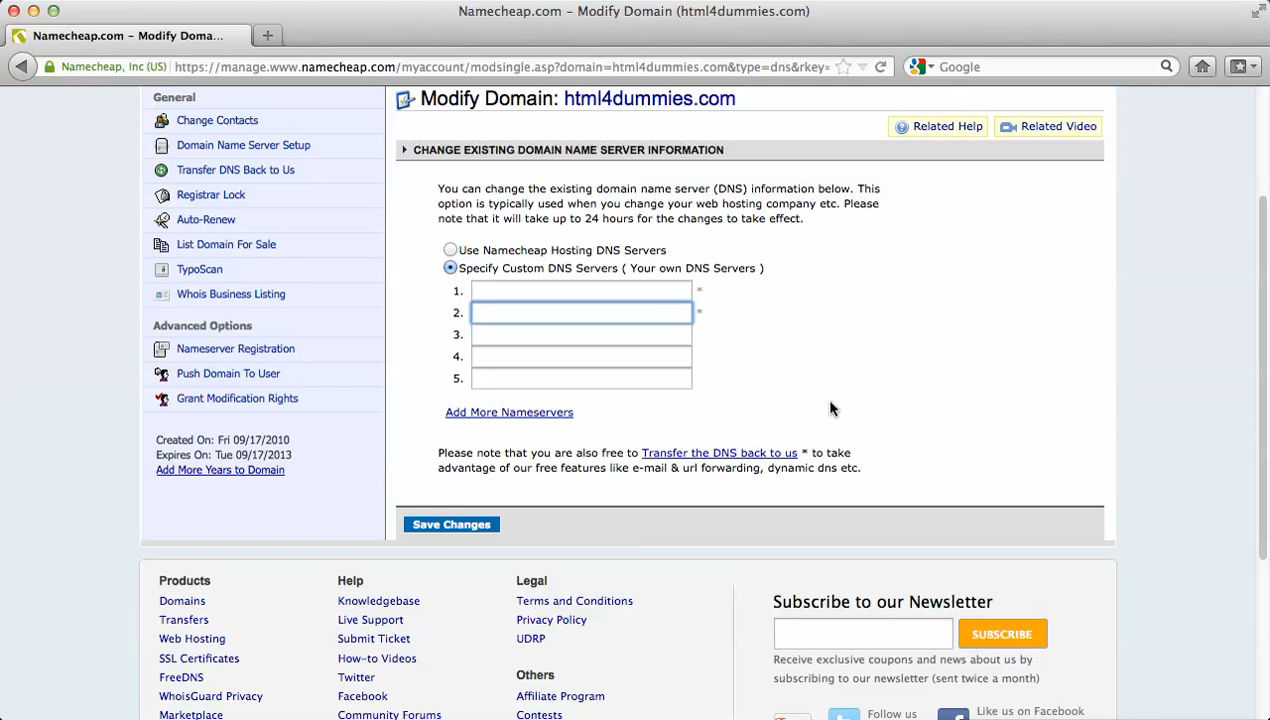 Namecheap.com – Modify Domain (html4dummies.com)
Namecheap.com – Modify Doma...
Namecheap, Inc (US) https://manage.www.namecheap.com/myaccount/modsingle.asp?domain=html4dummies.com&type=dns&rkey=
Google
General
Change Contacts
Domain Name Server Setup
Transfer DNS Back to Us
Registrar Lock
Auto-Renew
List Domain For Sale
TypoScan
Whois Business Listing
Advanced Options
Nameserver Registration
Push Domain To User
Grant Modification Rights
Created On: Fri 09/17/2010
Expires On: Tue 09/17/2013
Add More Years to Domain
Modify Domain: html4dummies.com
Related Help
Related Video
CHANGE EXISTING DOMAIN NAME SERVER INFORMATION
You can change the existing domain name server (DNS) information below. This
option is typically used when you change your web hosting company etc. Please
note that it will take up to 24 hours for the changes to take effect.
Use Namecheap Hosting DNS Servers
Specify Custom DNS Servers ( Your own DNS Servers )
1. *
2. *
3.
4.
5.
Add More Nameservers
Please note that you are also free to Transfer the DNS back to us * to take
advantage of our free features like e-mail & url forwarding, dynamic dns etc.
Save Changes
Products
Domains
Transfers
Web Hosting
SSL Certificates
FreeDNS
WhoisGuard Privacy
Marketplace
Help
Knowledgebase
Live Support
Submit Ticket
How-to Videos
Twitter
Facebook
Community Forums
Legal
Terms and Conditions
Privacy Policy
UDRP
Others
Affiliate Program
Contests
Subscribe to our Newsletter
SUBSCRIBE
Receive exclusive coupons and news about us by
subscribing to our newsletter (sent twice a month)
Follow us
Like us on Facebook